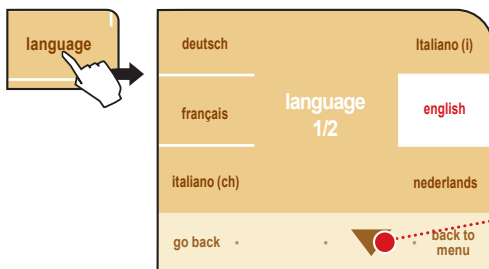 language
deutsch
Italiano (i)
français
language
1/2
english
italiano (ch)
nederlands
go back
back to
menu